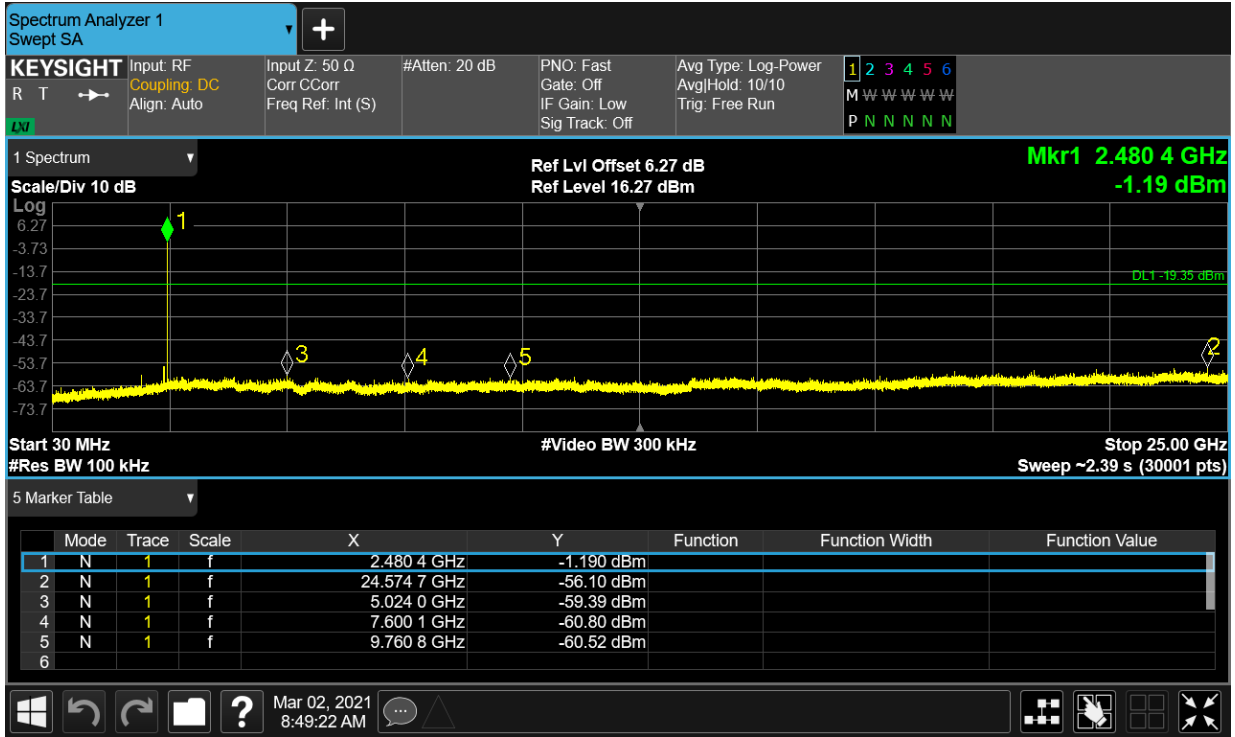 Spectrum Analyzer 1
Swept SA
+
KEYSIGHT
R T
LXI
Input: RF
Coupling: DC
Align: Auto
Input Z: 50 Ω
Corr CCorr
Freq Ref: Int (S)
#Atten: 20 dB
PNO: Fast
Gate: Off
IF Gain: Low
Sig Track: Off
Avg Type: Log-Power
Avg|Hold: 10/10
Trig: Free Run
1 2 3 4 5 6
M W W W W W
P N N N N N
1 Spectrum
Scale/Div 10 dB
Ref Lvl Offset 6.27 dB
Ref Level 16.27 dBm
Mkr1 2.480 4 GHz
-1.19 dBm
Log
6.27
-3.73
-13.7
-23.7
-33.7
-43.7
-53.7
-63.7
-73.7
1
DL1 -19.35 dBm
3
4
5
2
Start 30 MHz
#Video BW 300 kHz
Stop 25.00 GHz
#Res BW 100 kHz
Sweep ~2.39 s (30001 pts)
5 Marker Table
Mode Trace Scale X Y Function Function Width Function Value
1 N 1 f 2.480 4 GHz -1.190 dBm
2 N 1 f 24.574 7 GHz -56.10 dBm
3 N 1 f 5.024 0 GHz -59.39 dBm
4 N 1 f 7.600 1 GHz -60.80 dBm
5 N 1 f 9.760 8 GHz -60.52 dBm
6
?
Mar 02, 2021
8:49:22 AM